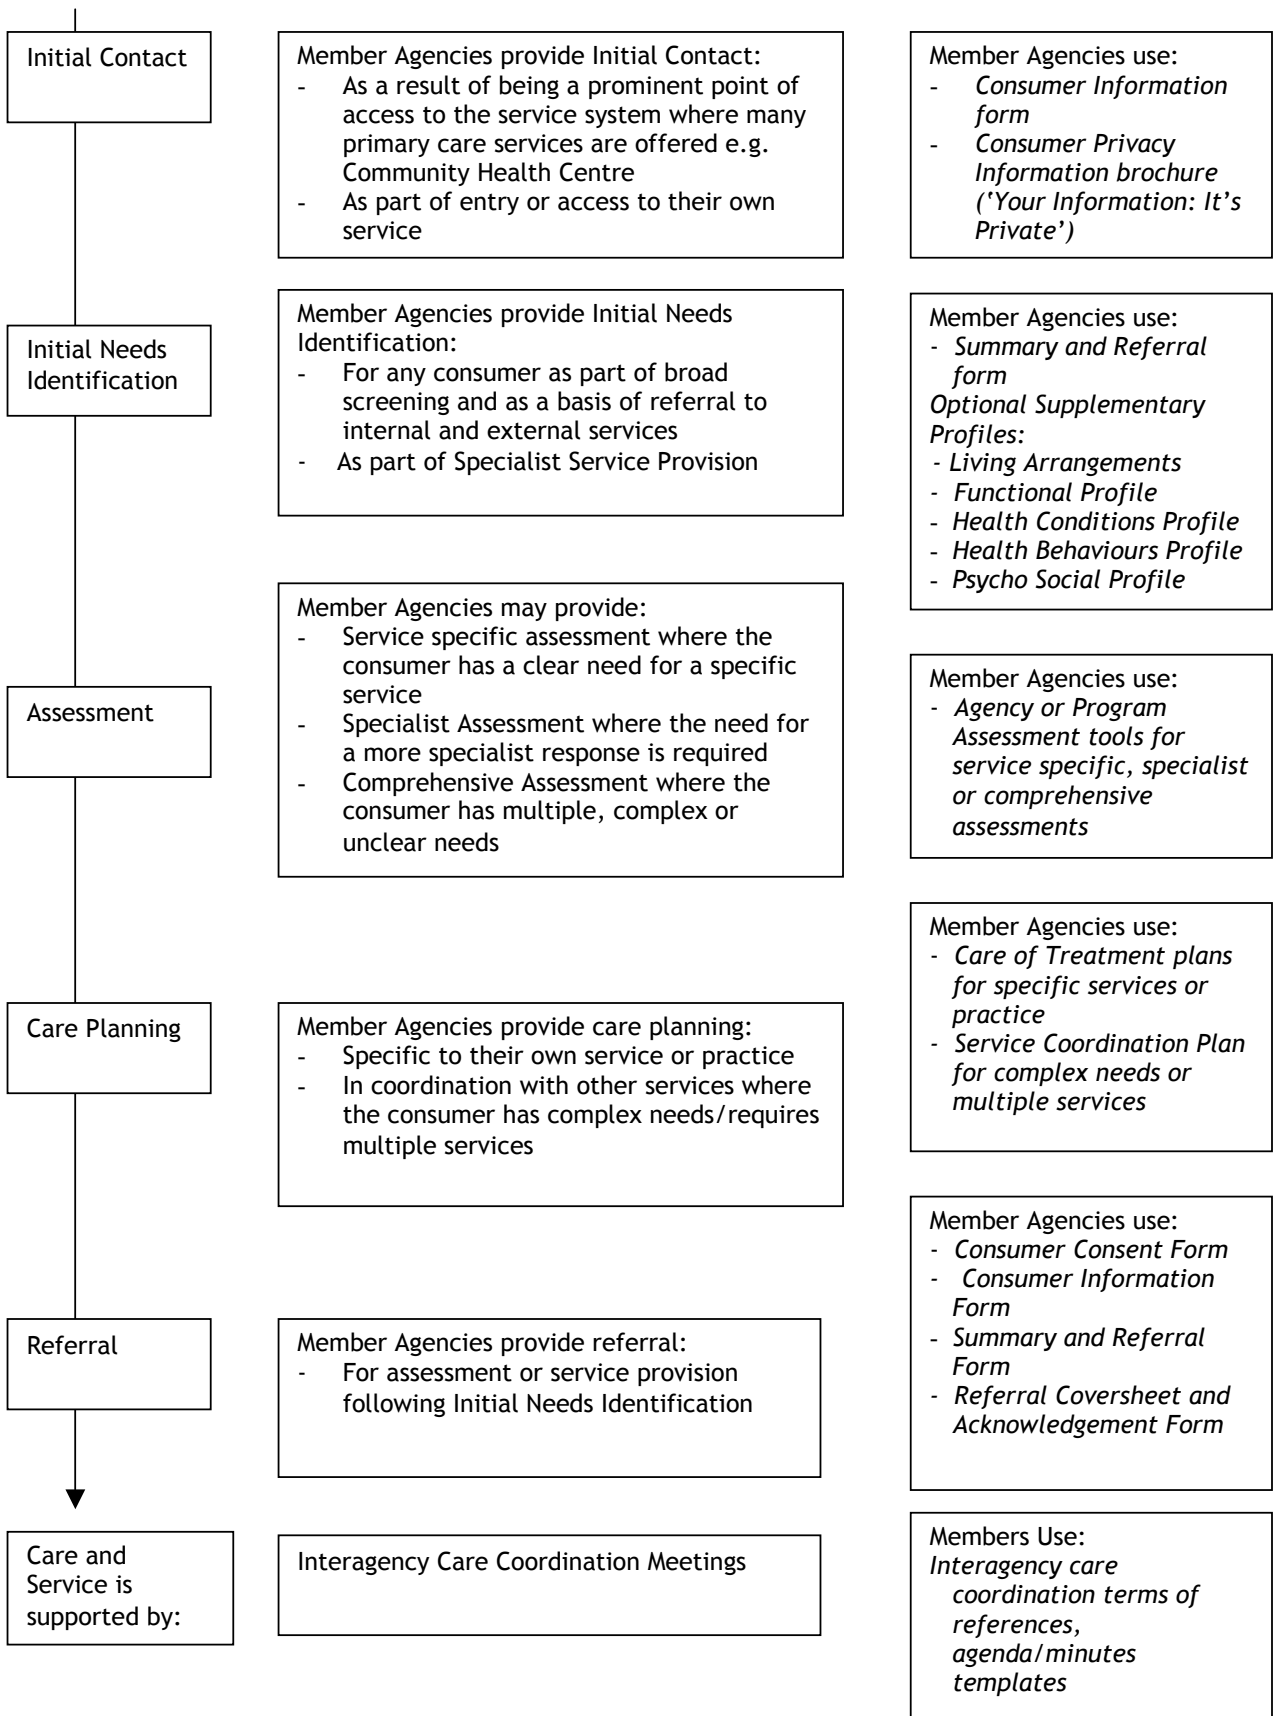 Initial Contact
Member Agencies provide Initial Contact:
- As a result of being a prominent point of
access to the service system where many
primary care services are offered e.g.
Community Health Centre
- As part of entry or access to their own
service
Member Agencies use:
- Consumer Information
form
- Consumer Privacy
Information brochure
(‘Your Information: It’s
Private’)
Initial Needs
Identification
Member Agencies provide Initial Needs
Identification:
- For any consumer as part of broad
screening and as a basis of referral to
internal and external services
- As part of Specialist Service Provision
Member Agencies use:
- Summary and Referral
form
Optional Supplementary
Profiles:
- Living Arrangements
- Functional Profile
- Health Conditions Profile
- Health Behaviours Profile
- Psycho Social Profile
Assessment
Member Agencies may provide:
- Service specific assessment where the
consumer has a clear need for a specific
service
- Specialist Assessment where the need for
a more specialist response is required
- Comprehensive Assessment where the
consumer has multiple, complex or
unclear needs
Member Agencies use:
- Agency or Program
Assessment tools for
service specific, specialist
or comprehensive
assessments
Care Planning
Member Agencies provide care planning:
- Specific to their own service or practice
- In coordination with other services where
the consumer has complex needs/requires
multiple services
Member Agencies use:
- Care of Treatment plans
for specific services or
practice
- Service Coordination Plan
for complex needs or
multiple services
Referral
Member Agencies provide referral:
- For assessment or service provision
following Initial Needs Identification
Member Agencies use:
- Consumer Consent Form
- Consumer Information
Form
- Summary and Referral
Form
- Referral Coversheet and
Acknowledgement Form
Care and
Service is
supported by:
Interagency Care Coordination Meetings
Members Use:
Interagency care
coordination terms of
references,
agenda/minutes
templates